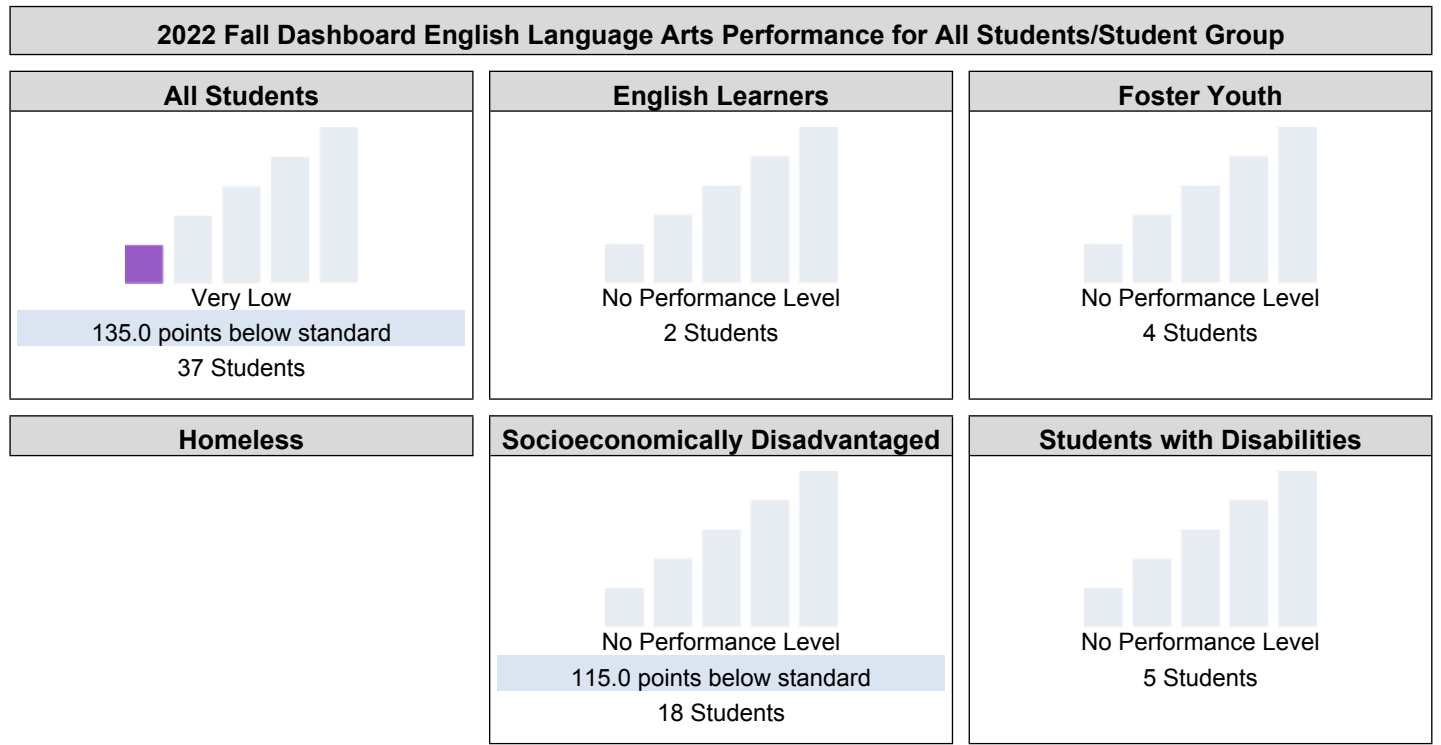 2022 Fall Dashboard English Language Arts Performance for All Students/Student Group
All Students
Very Low
135.0 points below standard
37 Students
English Learners
No Performance Level
2 Students
Foster Youth
No Performance Level
4 Students
Homeless
Socioeconomically Disadvantaged
No Performance Level
115.0 points below standard
18 Students
Students with Disabilities
No Performance Level
5 Students